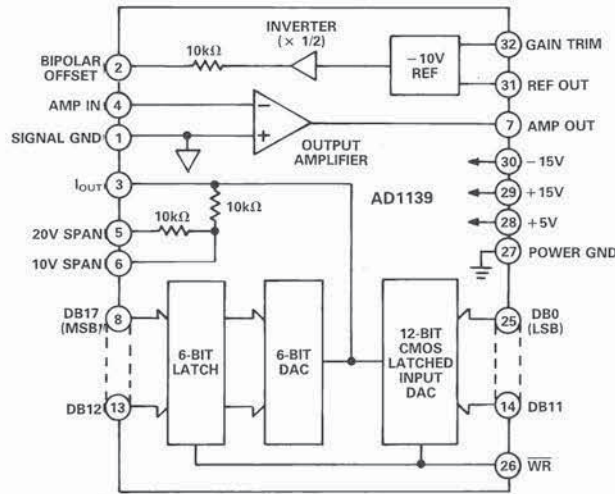 INVERTER
(× 1/2)
10kΩ
BIPOLAR
OFFSET
2
–10V
REF
32
GAIN TRIM
31
REF OUT
AMP IN
4
–
SIGNAL GND
1
+
OUTPUT
AMPLIFIER
7
AMP OUT
30
–15V
29
+15V
28
+5V
27
POWER GND
AD1139
IOUT
3
10kΩ
20V SPAN
5
10kΩ
10V SPAN
6
DB17
(MSB)
8
DB12
13
6-BIT
LATCH
6-BIT
DAC
12-BIT
CMOS
LATCHED
INPUT
DAC
25
DB0
(LSB)
14
DB11
26
WR